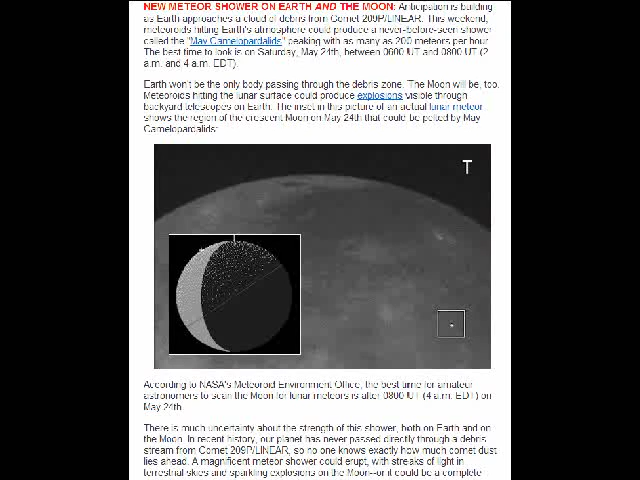 NEW METEOR SHOWER ON EARTH AND THE MOON: Anticipation is building
as Earth approaches a cloud of debris from Comet 209P/LINEAR. This weekend,
meteoroids hitting Earth's atmosphere could produce a never-before-seen shower
called the "May Camelopardalids" peaking with as many as 200 meteors per hour.
The best time to look is on Saturday, May 24th, between 0600 UT and 0800 UT (2
a.m. and 4 a.m. EDT).
Earth won't be the only body passing through the debris zone. The Moon will be, too.
Meteoroids hitting the lunar surface could produce explosions visible through
backyard telescopes on Earth. The inset in this picture of an actual lunar meteor
shows the region of the crescent Moon on May 24th that could be pelted by May
Camelopardalids:
T
According to NASA's Meteoroid Environment Office, the best time for amateur
astronomers to scan the Moon for lunar meteors is after 0800 UT (4 a.m. EDT) on
May 24th.
There is much uncertainty about the strength of this shower, both on Earth and on
the Moon. In recent history, our planet has never passed directly through a debris
stream from Comet 209P/LINEAR, so no one knows exactly how much comet dust
lies ahead. A magnificent meteor shower could erupt, with streaks of light in
terrestrial skies and sparkling explosions on the Moon--or it could be a complete